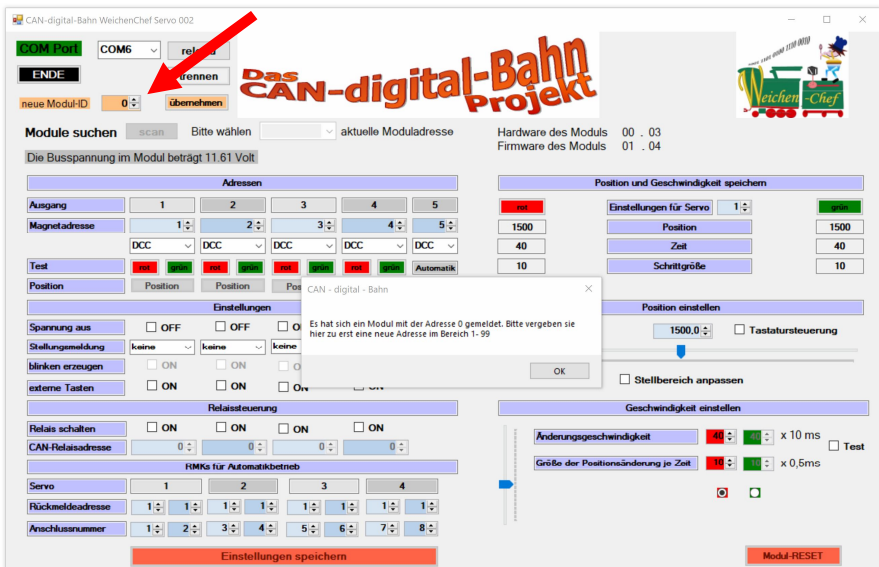 CAN-digital-Bahn WeichenChef Servo 002
COM Port COM6
ENDE trennen
neue Modul-ID 0 übernehmen
Das
CAN-digital-Bahn
Projekt
Weichen-Chef
Module suchen scan Bitte wählen aktuelle Moduladresse
Hardware des Moduls 00 . 03
Firmware des Moduls 01 . 04
Die Busspannung im Modul beträgt 11.61 Volt
Adressen
Ausgang 1 2 3 4 5
Magnetadresse 1 2 3 4 5
DCC DCC DCC DCC DCC
Test rot grün rot grün rot grün rot grün Automatik
Position Position Position Pos
Einstellungen
Spannung aus OFF OFF
Stellungsmeldung keine keine keine
blinken erzeugen ON ON
externe Tasten ON ON ON ON
Relaissteuerung
Relais schalten ON ON ON ON
CAN-Relaisadresse 0 0 0 0
RMKs für Automatikbetrieb
Servo 1 2 3 4
Rückmeldeadresse 1 1 1 1 1 1 1 1
Anschlussnummer 1 2 3 4 5 6 7 8
Einstellungen speichern
Position und Geschwindigkeit speichern
rot Einstellungen für Servo 1 grün
1500 Position 1500
40 Zeit 40
10 Schrittgröße 10
CAN - digital - Bahn
Es hat sich ein Modul mit der Adresse 0 gemeldet. Bitte vergeben sie
hier zu erst eine neue Adresse im Bereich 1- 99
OK
Position einstellen
1500,0 Tastatursteuerung
Stellbereich anpassen
Geschwindigkeit einstellen
Änderungsgeschwindigkeit 40 40 x 10 ms
Test
Größe der Positionsänderung je Zeit 10 10 x 0,5ms
Modul-RESET